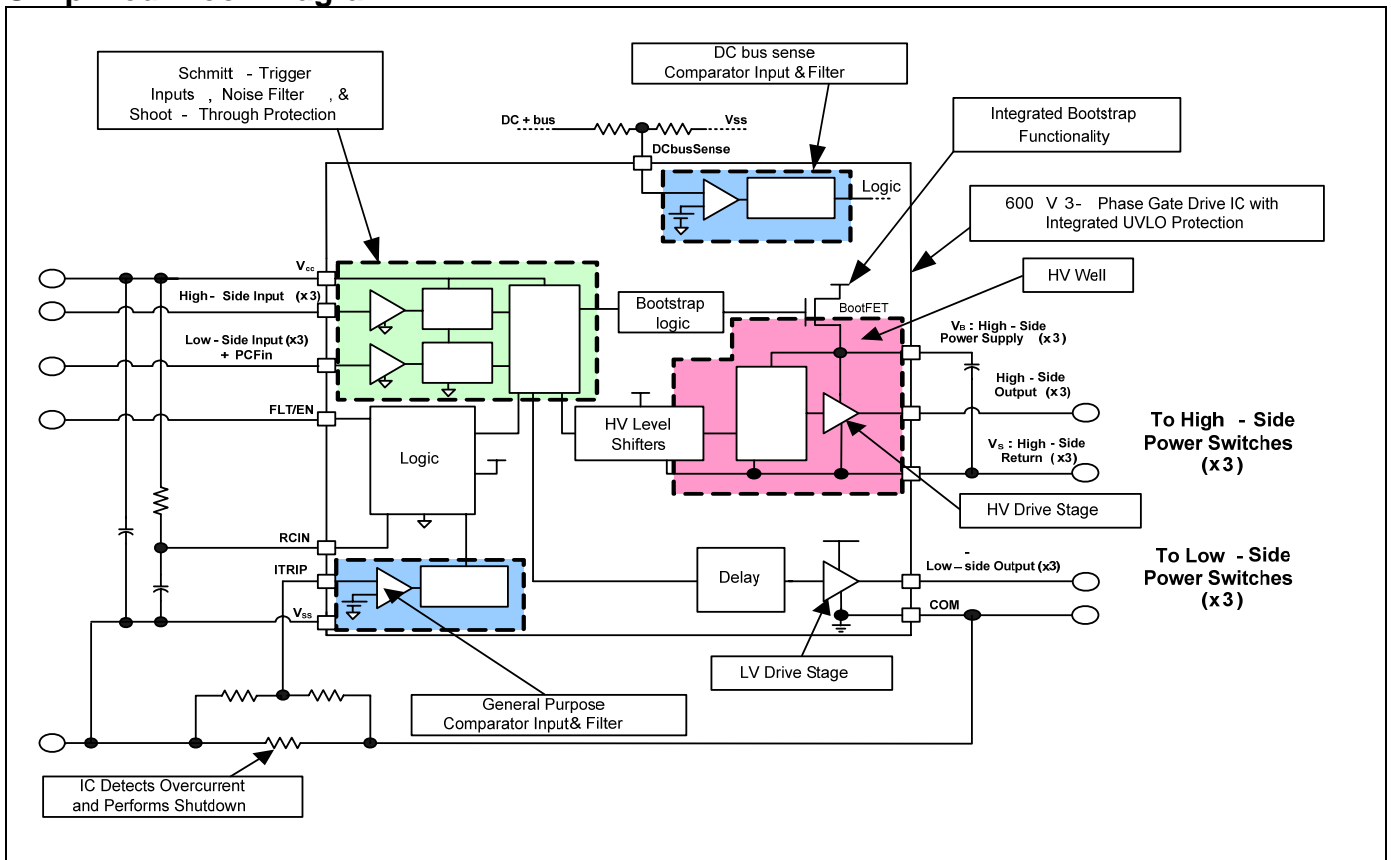 Schmitt - Trigger
Inputs , Noise Filter , &
Shoot - Through Protection
DC bus sense
Comparator Input & Filter
DC + bus
Vss
DCbusSense
Logic
Integrated Bootstrap
Functionality
600 V 3- Phase Gate Drive IC with
Integrated UVLO Protection
HV Well
Vcc
High- Side Input (x3)
Low - Side Input (x3)
+ PCFin
FLT/EN
Bootstrap
logic
BootFET
VB : High - Side
Power Supply (x3)
High - Side
Output (x3)
VS : High - Side
Return (x3)
To High - Side
Power Switches
(x3)
HV Level
Shifters
Logic
HV Drive Stage
RCIN
ITRIP
VSS
Delay
-
Low – side Output (x3)
COM
To Low - Side
Power Switches
(x3)
LV Drive Stage
General Purpose
Comparator Input& Filter
IC Detects Overcurrent
and Performs Shutdown